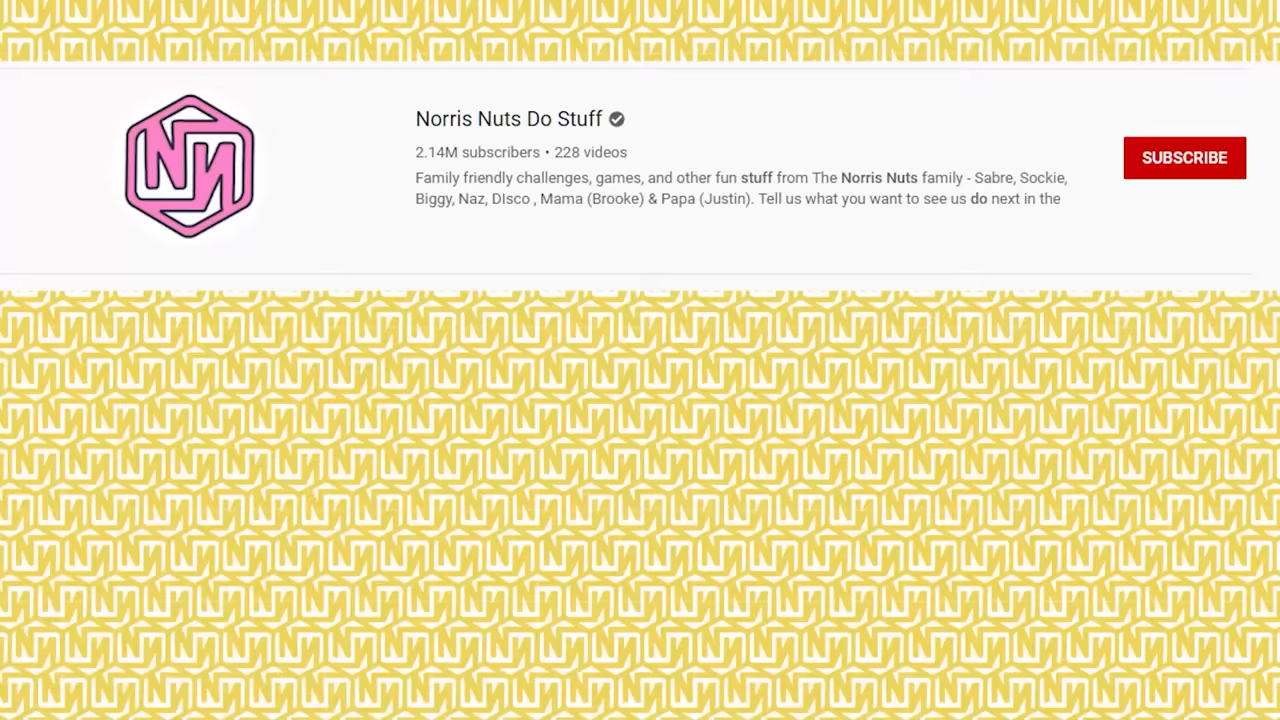 Norris Nuts Do Stuff
2.14M subscribers • 228 videos
Family friendly challenges, games, and other fun stuff from The Norris Nuts family - Sabre, Sockie,
Biggy, Naz, DIsco , Mama (Brooke) & Papa (Justin). Tell us what you want to see us do next in the
SUBSCRIBE